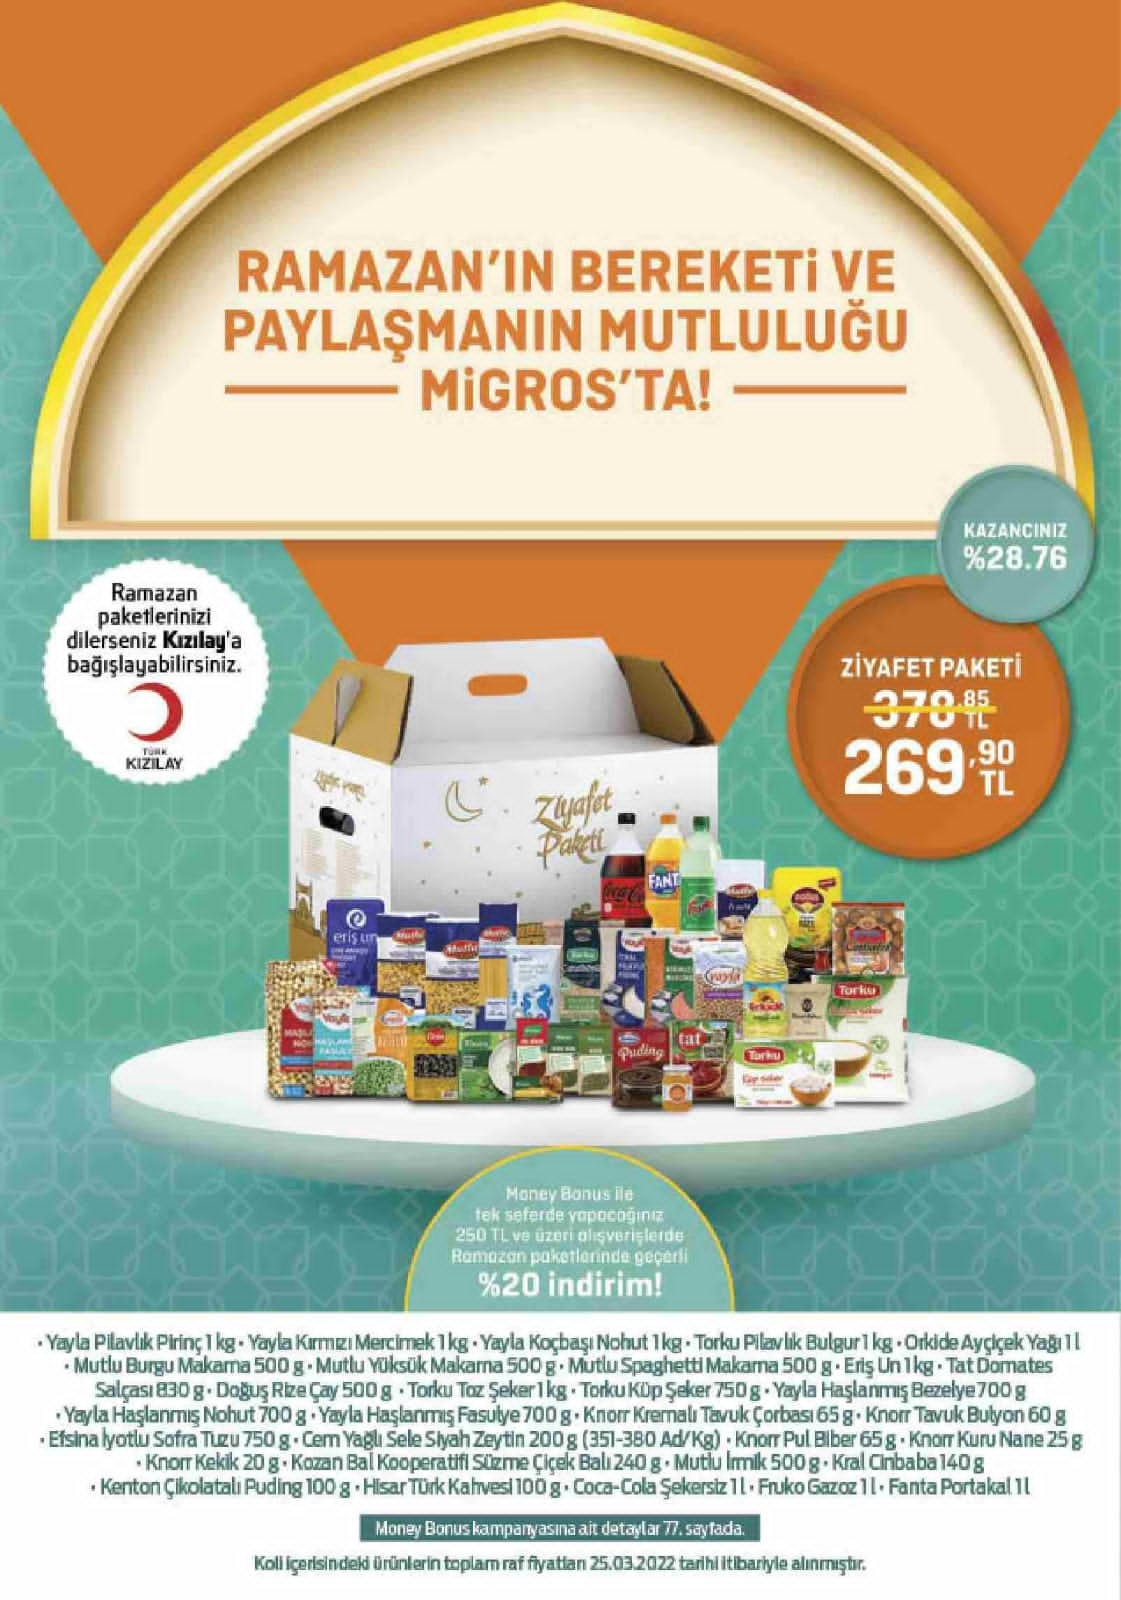 RAMAZAN'IN BEREKETİ VE
PAYLAŞMANIN MUTLULUĞU
MİGROS'TA!
KAZANCINIZ
%28.76
Ramazan
paketlerinizi
dilerseniz Kızılay'a
bağışlayabilirsiniz.
TÜRK
KIZILAY
ZİYAFET PAKETİ
378,85 TL
269,90 TL
Ziyafet
Paketi
Money Bonus ile
tek seferde yapacağınız
250 TL ve üzeri alışverişlerde
Ramazan paketlerinde geçerli
%20 indirim!
• Yayla Pilavlık Pirinç 1 kg • Yayla Kırmızı Mercimek 1 kg • Yayla Koçbaşı Nohut 1 kg • Torku Pilavlık Bulgur 1 kg • Orkide Ayçiçek Yağı 1 l
• Mutlu Burgu Makarna 500 g • Mutlu Yüksük Makarna 500 g • Mutlu Spaghetti Makarna 500 g • Eriş Un 1 kg • Tat Domates
Salçası 830 g • Doğuş Rize Çay 500 g • Torku Toz Şeker 1 kg • Torku Küp Şeker 750 g • Yayla Haşlanmış Bezelye 700 g
• Yayla Haşlanmış Nohut 700 g • Yayla Haşlanmış Fasulye 700 g • Knorr Kremalı Tavuk Çorbası 65 g • Knorr Tavuk Bulyon 60 g
• Efsina İyotlu Sofra Tuzu 750 g • Cem Yağlı Sele Siyah Zeytin 200 g (351-380 Ad/Kg) • Knorr Pul Biber 65 g • Knorr Kuru Nane 25 g
• Knorr Kekik 20 g • Kozan Bal Kooperatifi Süzme Çiçek Balı 240 g • Mutlu İrmik 500 g • Kral Cinbaba 140 g
• Kenton Çikolatalı Puding 100 g • Hisar Türk Kahvesi 100 g • Coca-Cola Şekersiz 1 l • Fruko Gazoz 1 l • Fanta Portakal 1 l
Money Bonus kampanyasına ait detaylar 77. sayfada.
Koli içerisindeki ürünlerin toplam raf fiyatları 25.03.2022 tarihi itibariyle alınmıştır.